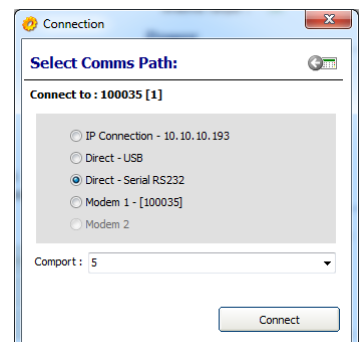 Connection
Select Comms Path:
Connect to : 100035 [1]
IP Connection - 10.10.10.193
Direct - USB
Direct - Serial RS232
Modem 1 - [100035]
Modem 2
Comport : 5
Connect